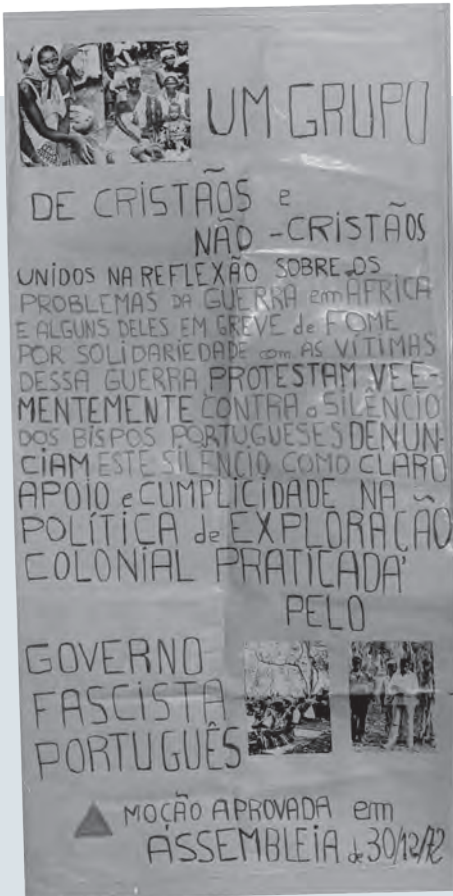 UM GRUPO
DE CRISTÃOS e
NÃO - CRISTÃOS
UNIDOS NA REFLEXÃO SOBRE OS
PROBLEMAS DA GUERRA em AFRICA
E ALGUNS DELES EM GREVE de FOME
POR SOLIDARIEDADE com AS VÍTIMAS
DESSA GUERRA PROTESTAM VEE-
MENTEMENTE CONTRA o SILÊNCIO
DOS BISPOS PORTUGUESES DENUN-
CIAM ESTE SILENCIO COMO CLARO
APOIO e CUMPLICIDADE NA
POLÍTICA de EXPLORAÇÃO
COLONIAL PRATICADA
PELO
GOVERNO
FASCISTA
PORTUGUÊS
MOÇÃO APROVADA em
ASSEMBLEIA de 30/12/72